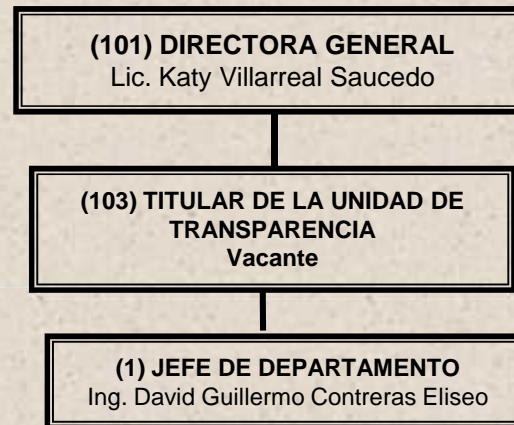 (101) DIRECTORA GENERAL
Lic. Katy Villarreal Saucedo
(103) TITULAR DE LA UNIDAD DE
TRANSPARENCIA
Vacante
(1) JEFE DE DEPARTAMENTO
Ing. David Guillermo Contreras Eliseo